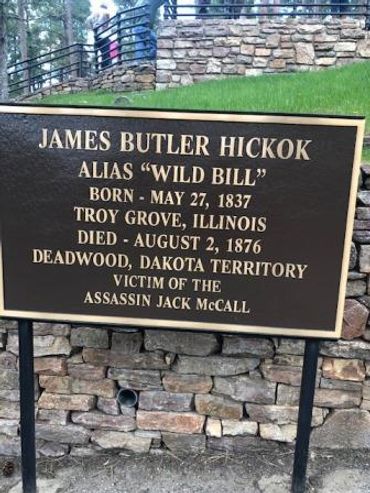 JAMES BUTLER HICKOK
ALIAS “WILD BILL”
BORN - MAY 27, 1837
TROY GROVE, ILLINOIS
DIED - AUGUST 2, 1876
DEADWOOD, DAKOTA TERRITORY
VICTIM OF THE
ASSASSIN JACK McCALL